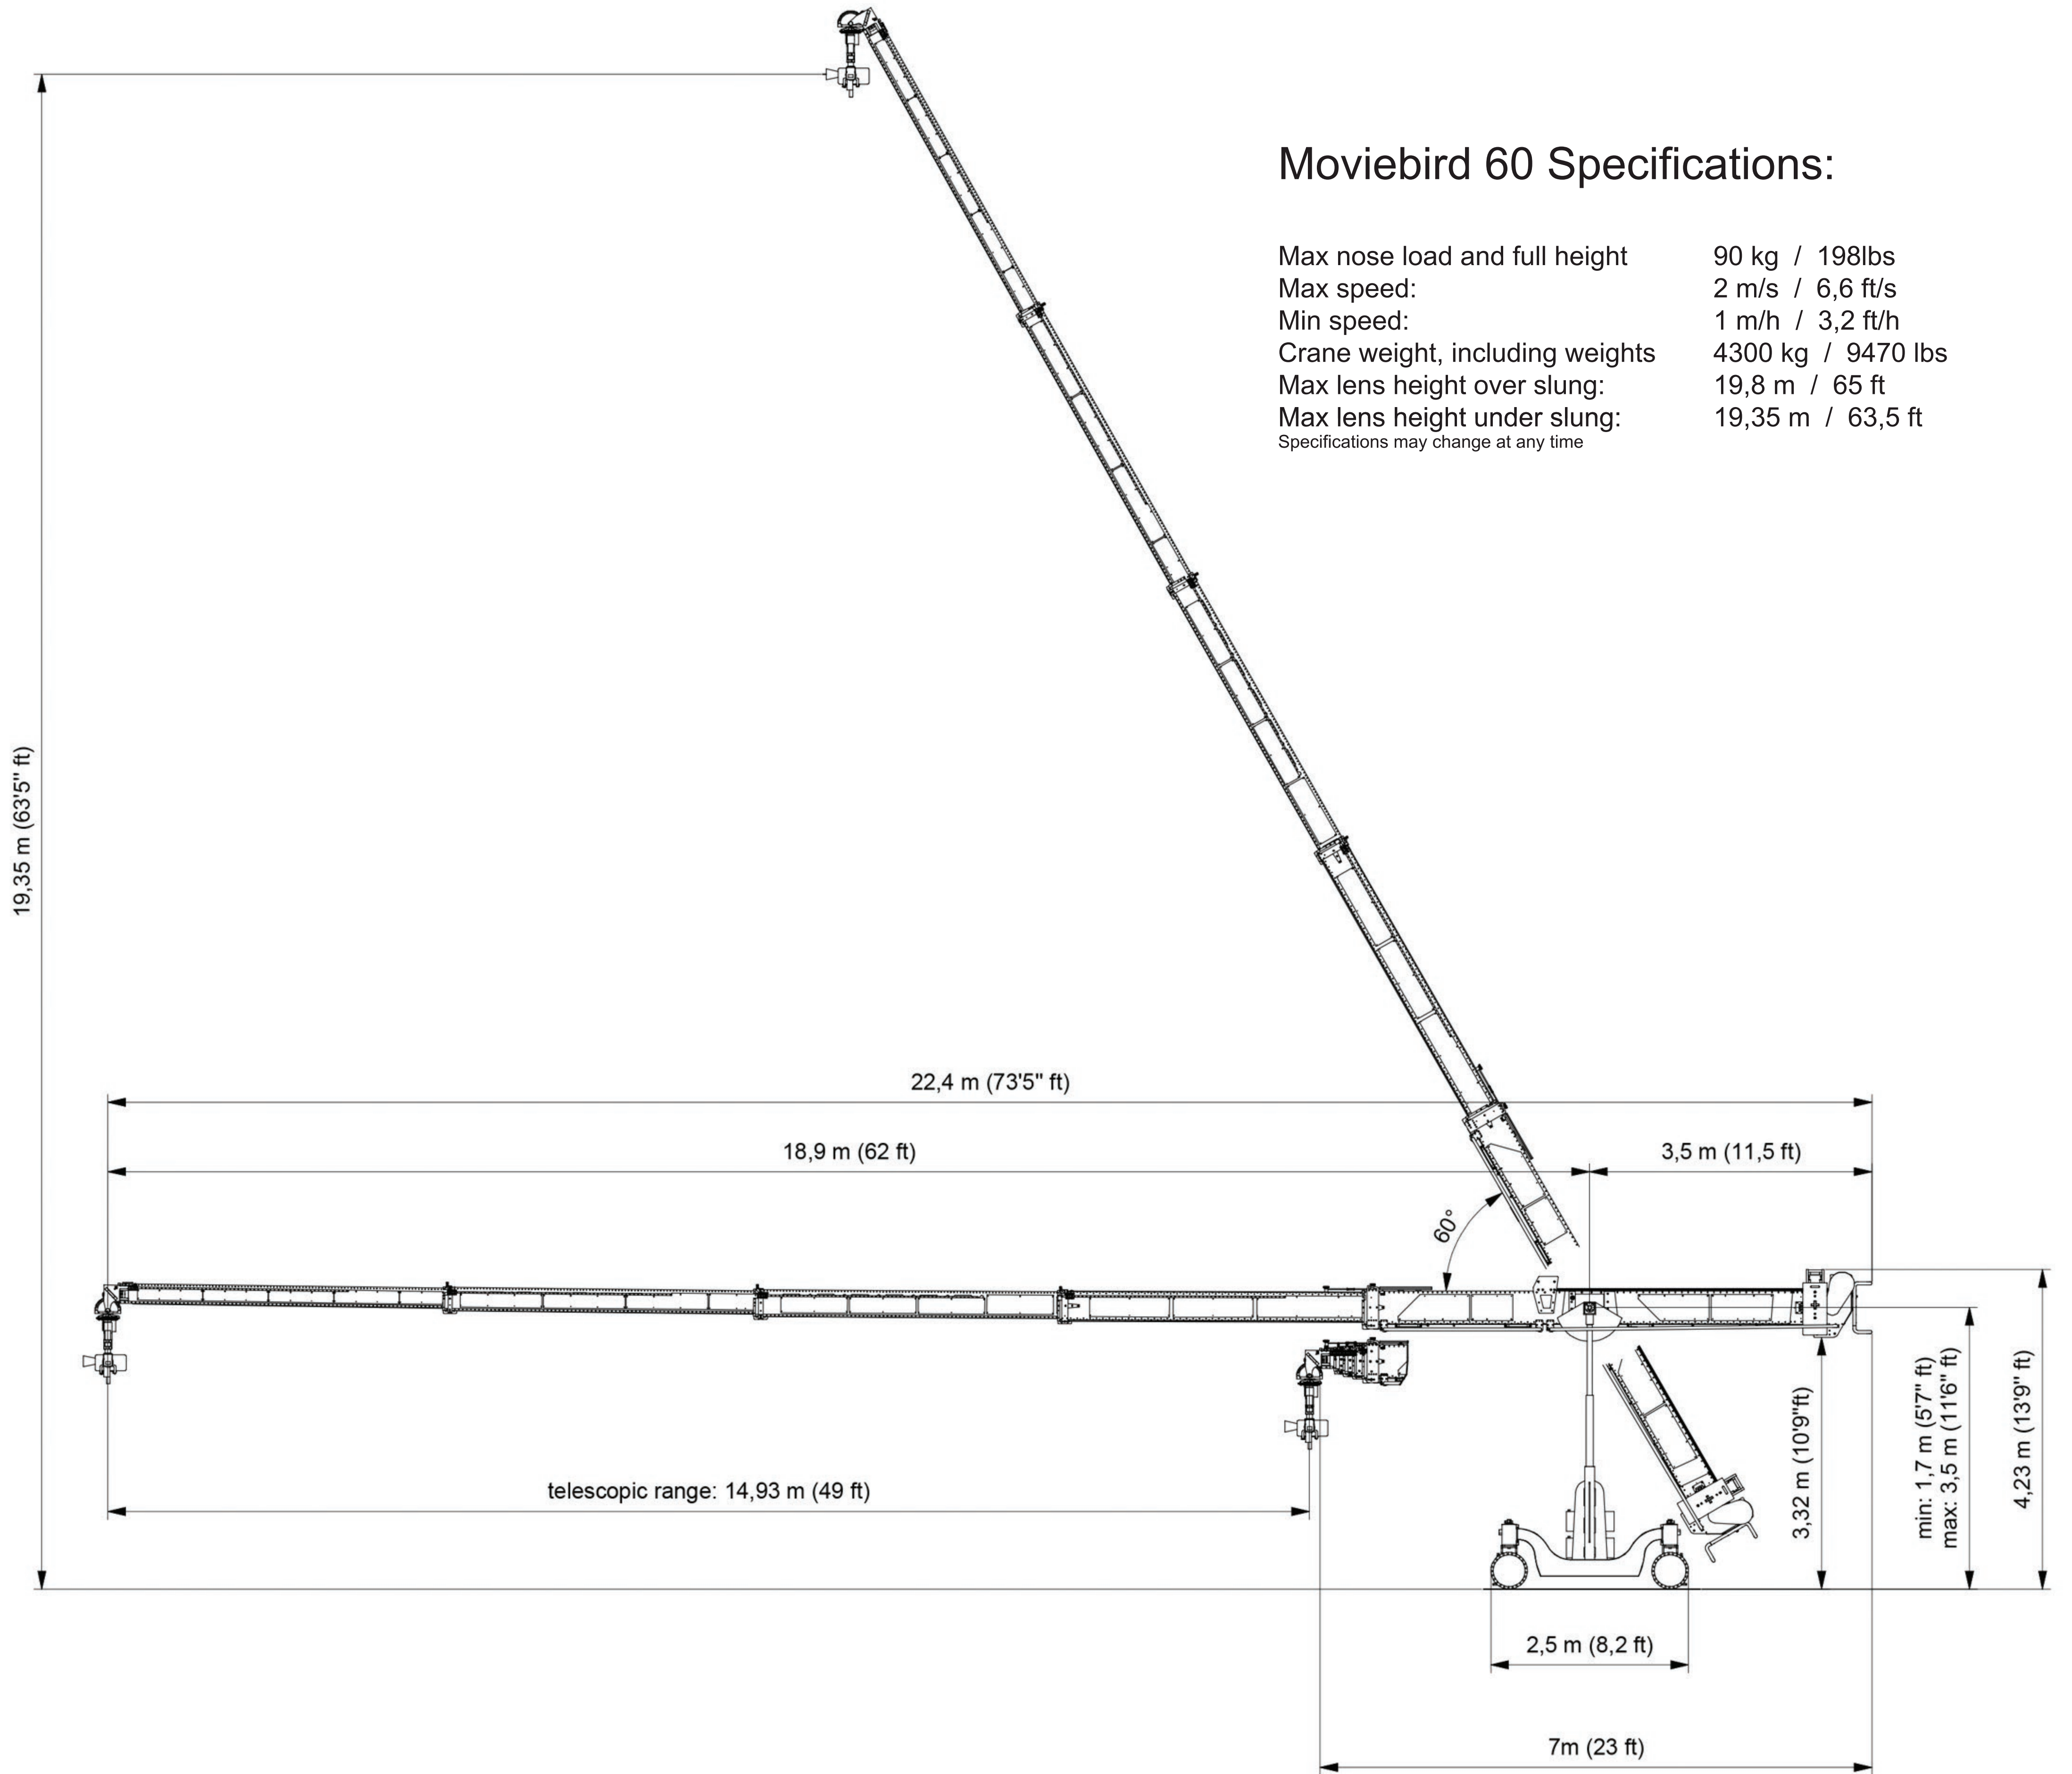 Moviebird 60 Specifications:
Max nose load and full height 90 kg / 198lbs
Max speed: 2 m/s / 6,6 ft/s
Min speed: 1 m/h / 3,2 ft/h
Crane weight, including weights 4300 kg / 9470 lbs
Max lens height over slung: 19,8 m / 65 ft
Max lens height under slung: 19,35 m / 63,5 ft
Specifications may change at any time
19,35 m (63'5" ft)
22,4 m (73'5" ft)
18,9 m (62 ft)
3,5 m (11,5 ft)
60°
telescopic range: 14,93 m (49 ft)
3,32 m (10'9"ft)
min: 1,7 m (5'7" ft)
max: 3,5 m (11'6" ft)
4,23 m (13'9" ft)
2,5 m (8,2 ft)
7m (23 ft)